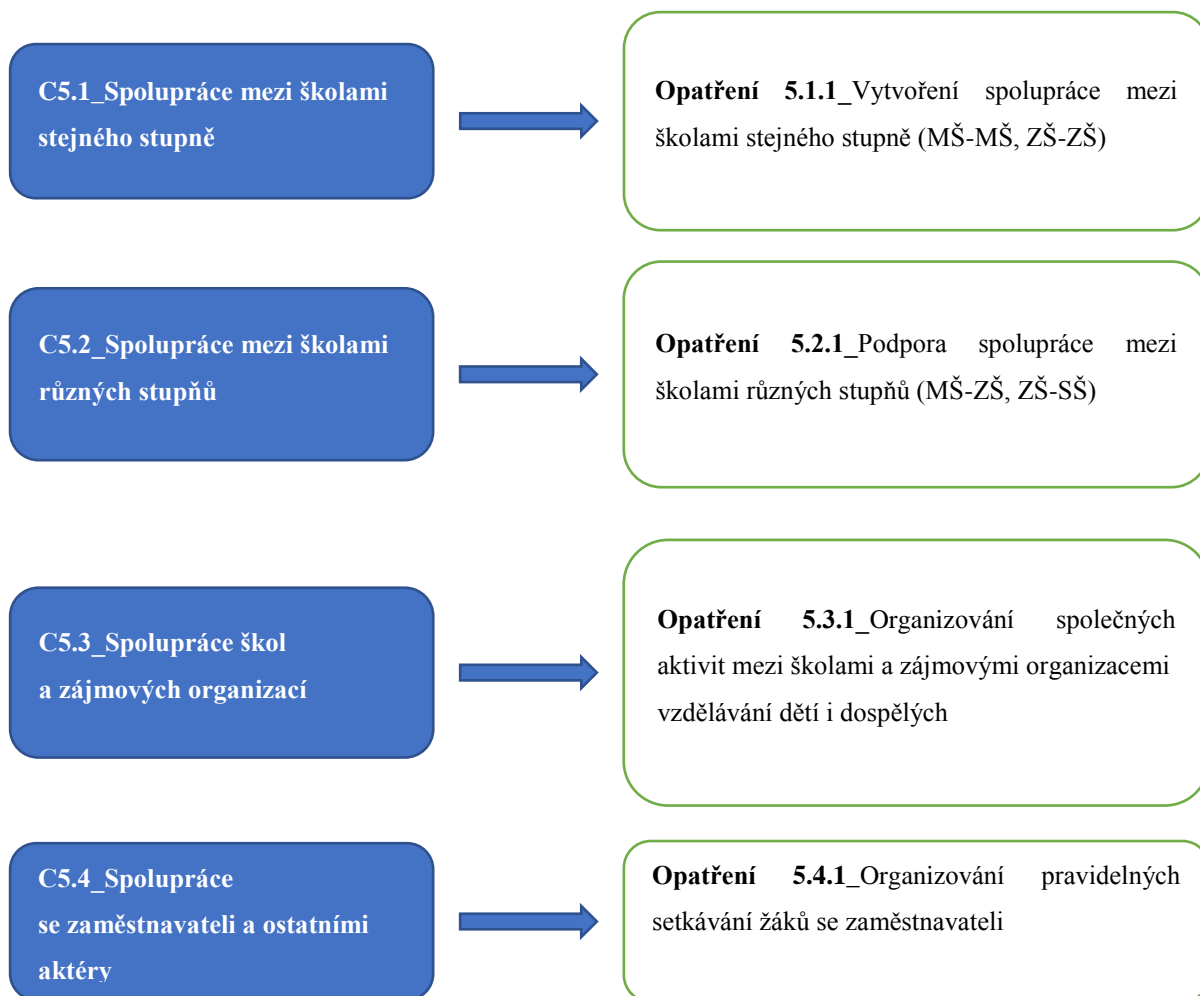 C5.1_Spolupráce mezi školami
stejného stupně
Opatření 5.1.1_Vytvoření spolupráce mezi
školami stejného stupně (MŠ-MŠ, ZŠ-ZŠ)
C5.2_Spolupráce mezi školami
různých stupňů
Opatření 5.2.1_Podpora spolupráce mezi
školami různých stupňů (MŠ-ZŠ, ZŠ-SŠ)
C5.3_Spolupráce škol
a zájmových organizací
Opatření 5.3.1_Organizování společných
aktivit mezi školami a zájmovými organizacemi
vzdělávání dětí i dospělých
C5.4_Spolupráce
se zaměstnavateli a ostatními
aktéry
Opatření 5.4.1_Organizování pravidelných
setkávání žáků se zaměstnavateli